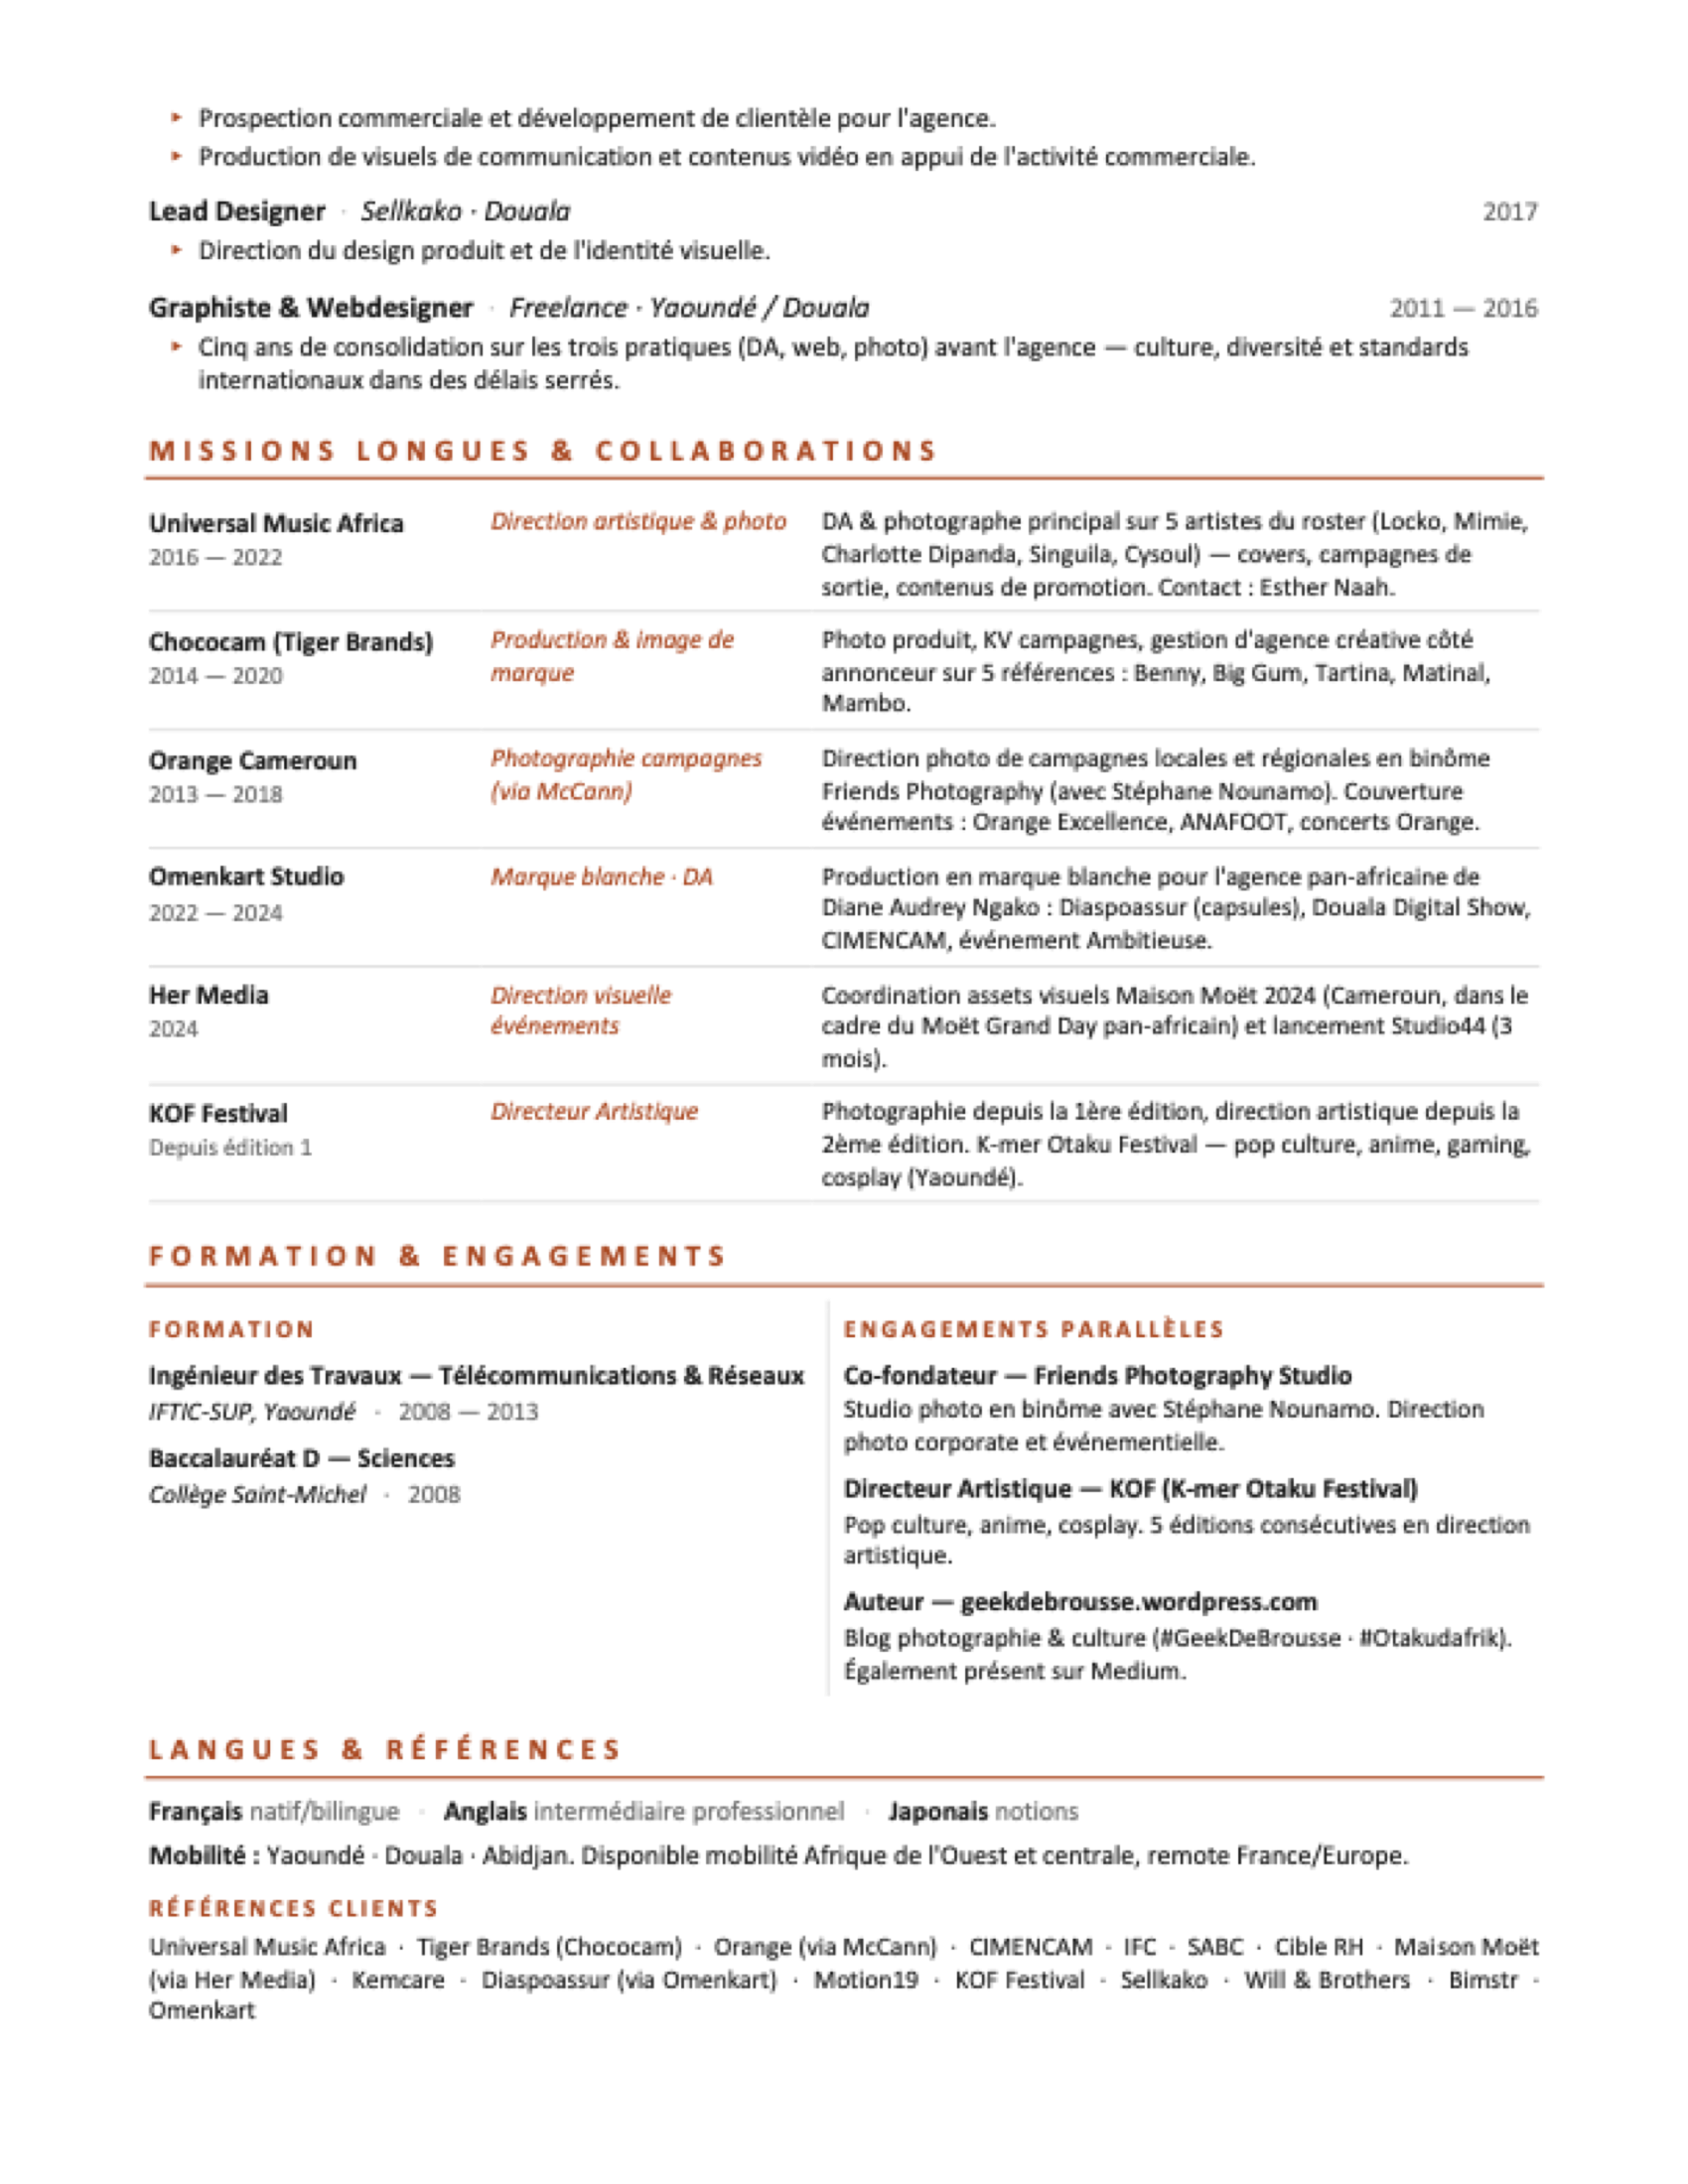 ▸ Prospection commerciale et développement de clientèle pour l'agence.
▸ Production de visuels de communication et contenus vidéo en appui de l'activité commerciale.
Lead Designer · Sellkako · Douala 2017
▸ Direction du design produit et de l'identité visuelle.
Graphiste & Webdesigner · Freelance · Yaoundé / Douala 2011 — 2016
▸ Cinq ans de consolidation sur les trois pratiques (DA, web, photo) avant l'agence — culture, diversité et standards
internationaux dans des délais serrés.
MISSIONS LONGUES & COLLABORATIONS
Universal Music Africa
2016 — 2022
Direction artistique & photo
DA & photographe principal sur 5 artistes du roster (Locko, Mimie,
Charlotte Dipanda, Singuila, Cysoul) — covers, campagnes de
sortie, contenus de promotion. Contact : Esther Naah.
Chococam (Tiger Brands)
2014 — 2020
Production & image de
marque
Photo produit, KV campagnes, gestion d'agence créative côté
annonceur sur 5 références : Benny, Big Gum, Tartina, Matinal,
Mambo.
Orange Cameroun
2013 — 2018
Photographie campagnes
(via McCann)
Direction photo de campagnes locales et régionales en binôme
Friends Photography (avec Stéphane Nounamo). Couverture
événements : Orange Excellence, ANAFOOT, concerts Orange.
Omenkart Studio
2022 — 2024
Marque blanche · DA
Production en marque blanche pour l'agence pan-africaine de
Diane Audrey Ngako : Diaspoassur (capsules), Douala Digital Show,
CIMENCAM, événement Ambitieuse.
Her Media
2024
Direction visuelle
événements
Coordination assets visuels Maison Moët 2024 (Cameroun, dans le
cadre du Moët Grand Day pan-africain) et lancement Studio44 (3
mois).
KOF Festival
Depuis édition 1
Directeur Artistique
Photographie depuis la 1ère édition, direction artistique depuis la
2ème édition. K-mer Otaku Festival — pop culture, anime, gaming,
cosplay (Yaoundé).
FORMATION & ENGAGEMENTS
FORMATION
Ingénieur des Travaux — Télécommunications & Réseaux
IFTIC-SUP, Yaoundé · 2008 — 2013
Baccalauréat D — Sciences
Collège Saint-Michel · 2008
ENGAGEMENTS PARALLÈLES
Co-fondateur — Friends Photography Studio
Studio photo en binôme avec Stéphane Nounamo. Direction
photo corporate et événementielle.
Directeur Artistique — KOF (K-mer Otaku Festival)
Pop culture, anime, cosplay. 5 éditions consécutives en direction
artistique.
Auteur — geekdebrousse.wordpress.com
Blog photographie & culture (#GeekDeBrousse · #Otakudafrik).
Également présent sur Medium.
LANGUES & RÉFÉRENCES
Français natif/bilingue · Anglais intermédiaire professionnel · Japonais notions
Mobilité : Yaoundé · Douala · Abidjan. Disponible mobilité Afrique de l'Ouest et centrale, remote France/Europe.
RÉFÉRENCES CLIENTS
Universal Music Africa · Tiger Brands (Chococam) · Orange (via McCann) · CIMENCAM · IFC · SABC · Cible RH · Maison Moët
(via Her Media) · Kemcare · Diaspoassur (via Omenkart) · Motion19 · KOF Festival · Sellkako · Will & Brothers · Bimstr ·
Omenkart